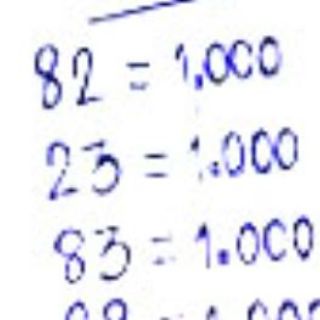 82 = 1.000
23 = 1.000
83 = 1.000